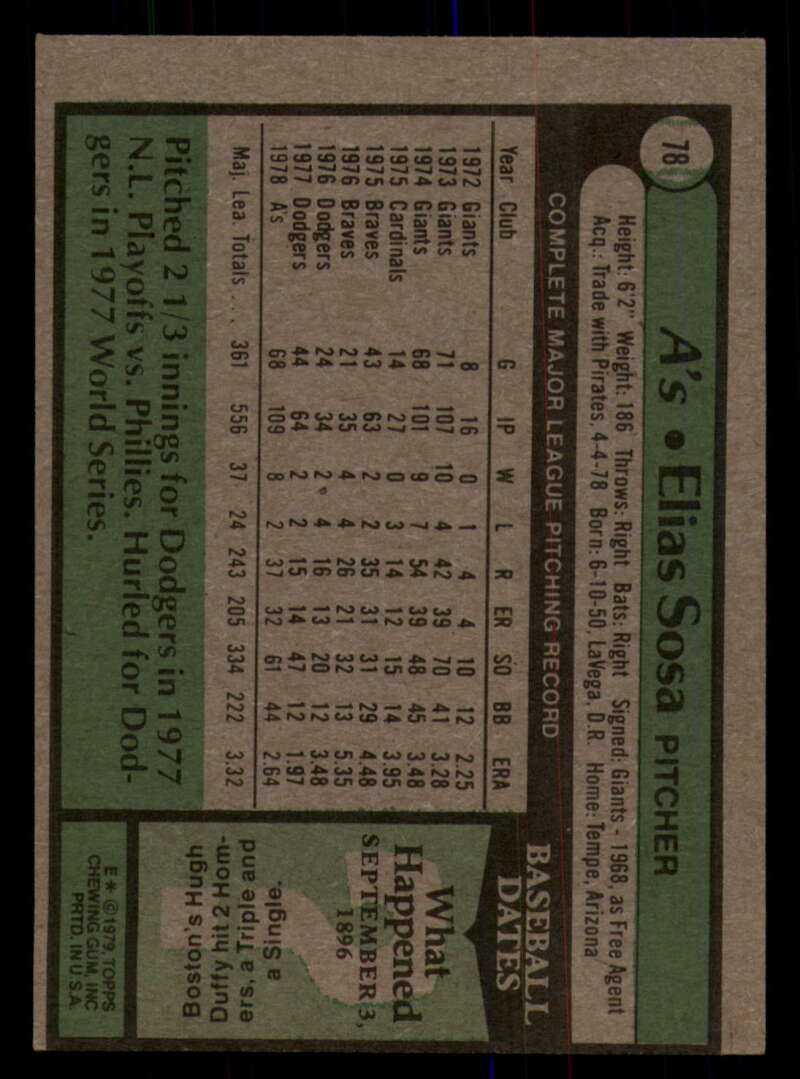 78
A's • Elias Sosa PITCHER
Height: 6'2" Weight: 186 Throws: Right Bats: Right Signed: Giants - 1968, as Free Agent
Acq.: Trade with Pirates, 4-4-78 Born: 6-10-50, LaVega, D.R. Home: Tempe, Arizona
COMPLETE MAJOR LEAGUE PITCHING RECORD
Year Club G IP W L R ER SO BB ERA
1972 Giants 8 16 0 1 4 4 10 12 2.25
1973 Giants 71 107 10 4 42 39 70 41 3.28
1974 Giants 68 101 9 7 54 39 48 45 3.48
1975 Cardinals 14 27 0 3 14 12 15 14 3.95
1975 Braves 43 63 2 2 35 31 31 29 4.48
1976 Braves 21 35 4 4 26 21 32 13 5.35
1976 Dodgers 24 34 2 4 16 13 20 12 3.48
1977 Dodgers 44 64 2 2 15 14 47 12 1.97
1978 A's 68 109 8 2 37 32 61 44 2.64
Maj. Lea. Totals . . . 361 556 37 24 243 205 334 222 3.32
Pitched 2 1/3 innings for Dodgers in 1977
N.L. Playoffs vs. Phillies. Hurled for Dod-
gers in 1977 World Series.
BASEBALL
DATES
What
Happened
SEPTEMBER 3,
1896
Boston's Hugh
Duffy hit 2 Hom-
ers, a Triple and
a Single.
E* © 1979, TOPPS
CHEWING GUM, INC
PRTD. IN U.S.A